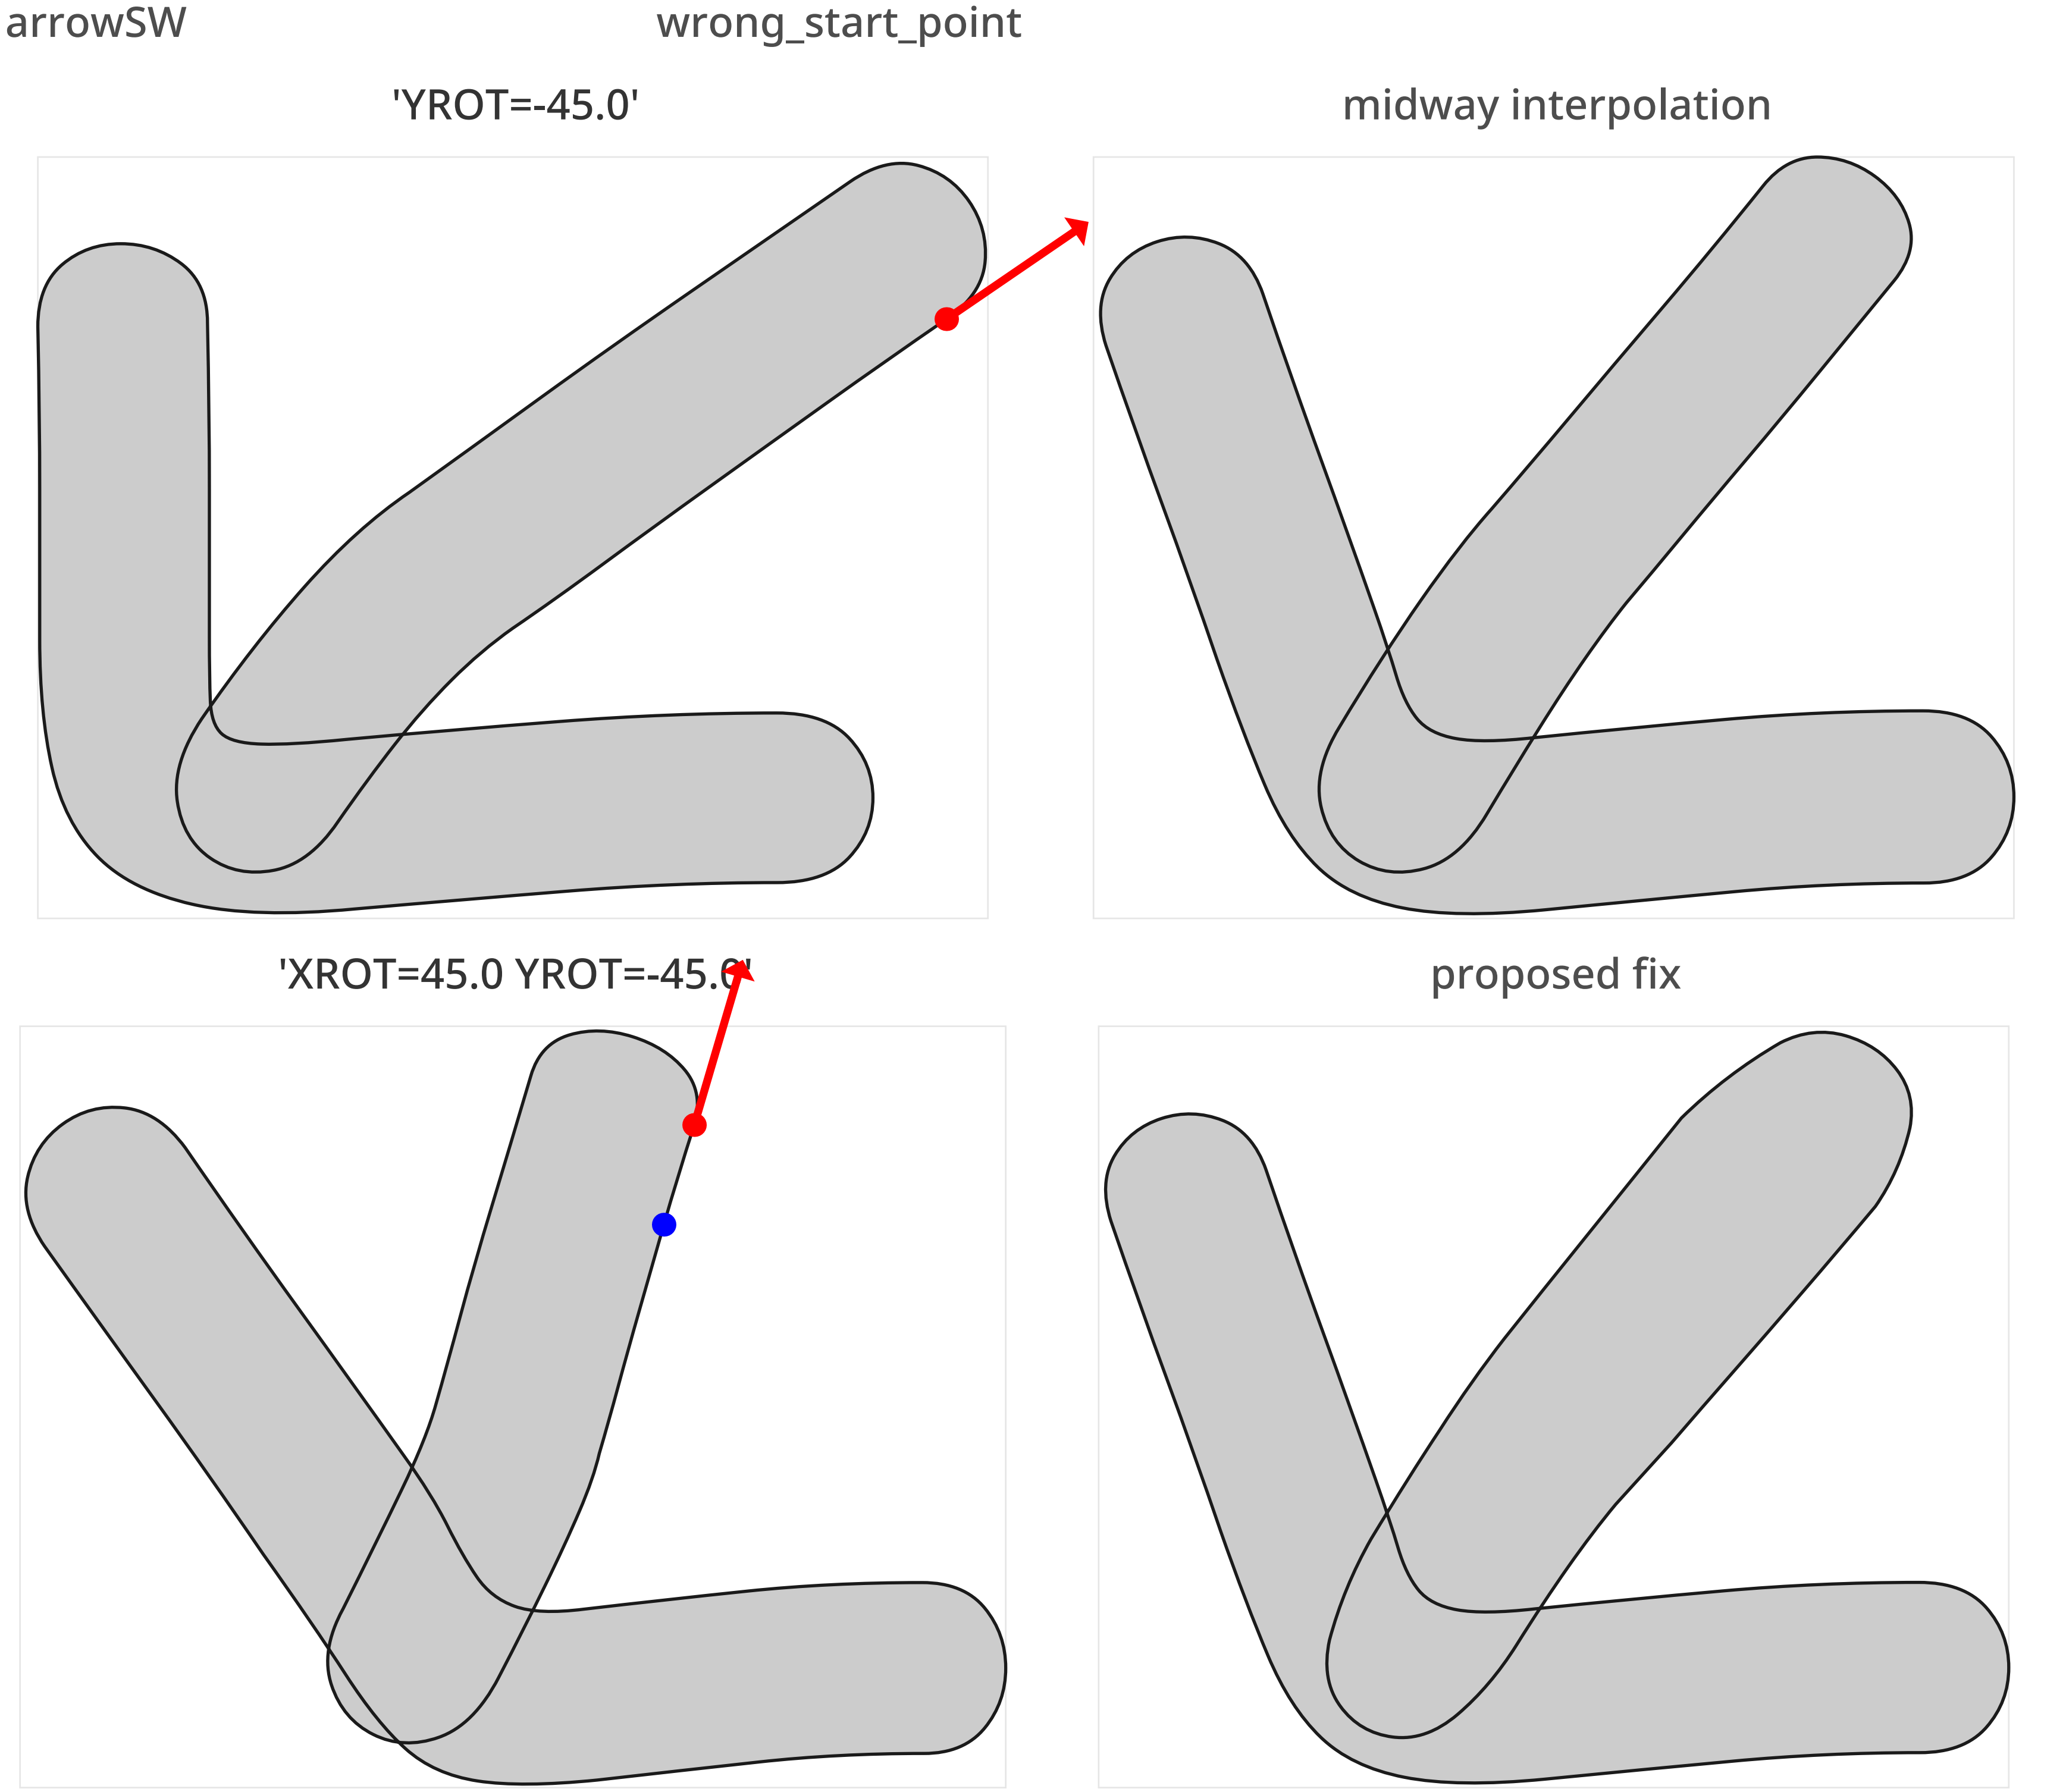 arrowSW
wrong_start_point
'YROT=-45.0'
midway interpolation
'XROT=45.0 YROT=-45.0'
proposed fix